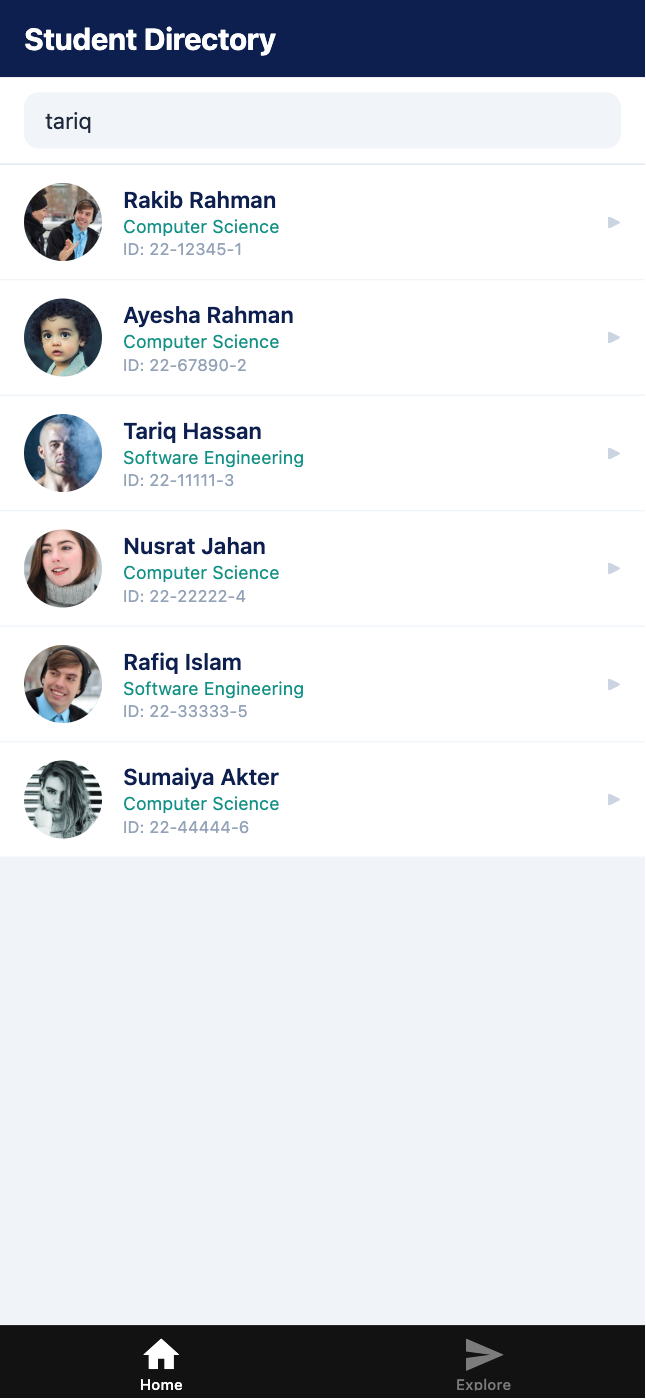 Student Directory
tariq
Rakib Rahman
Computer Science
ID: 22-12345-1
Ayesha Rahman
Computer Science
ID: 22-67890-2
Tariq Hassan
Software Engineering
ID: 22-11111-3
Nusrat Jahan
Computer Science
ID: 22-22222-4
Rafiq Islam
Software Engineering
ID: 22-33333-5
Sumaiya Akter
Computer Science
ID: 22-44444-6
Home
Explore